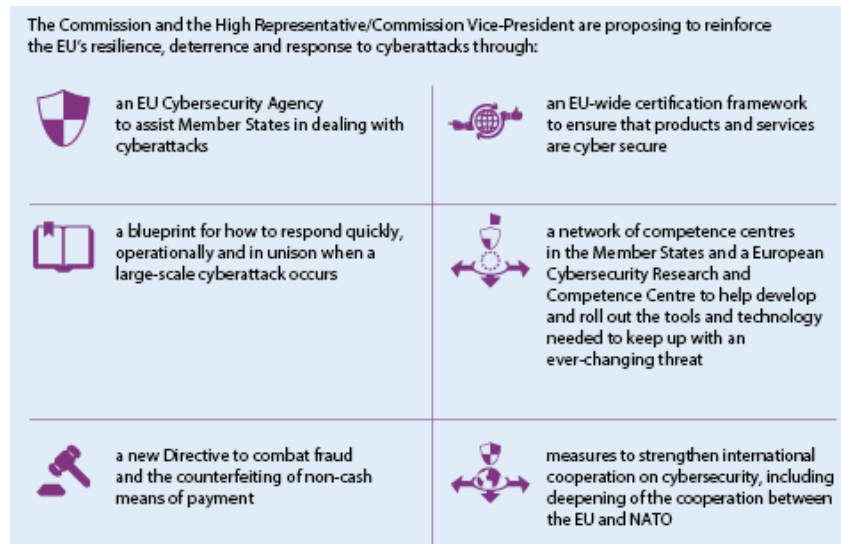 The Commission and the High Representative/Commission Vice-President are proposing to reinforce
the EU's resilience, deterrence and response to cyberattacks through:
an EU Cybersecurity Agency
to assist Member States in dealing with
cyberattacks
an EU-wide certification framework
to ensure that products and services
are cyber secure
a blueprint for how to respond quickly,
operationally and in unison when a
large-scale cyberattack occurs
a network of competence centres
in the Member States and a European
Cybersecurity Research and
Competence Centre to help develop
and roll out the tools and technology
needed to keep up with an
ever-changing threat
a new Directive to combat fraud
and the counterfeiting of non-cash
means of payment
measures to strengthen international
cooperation on cybersecurity, including
deepening of the cooperation between
the EU and NATO